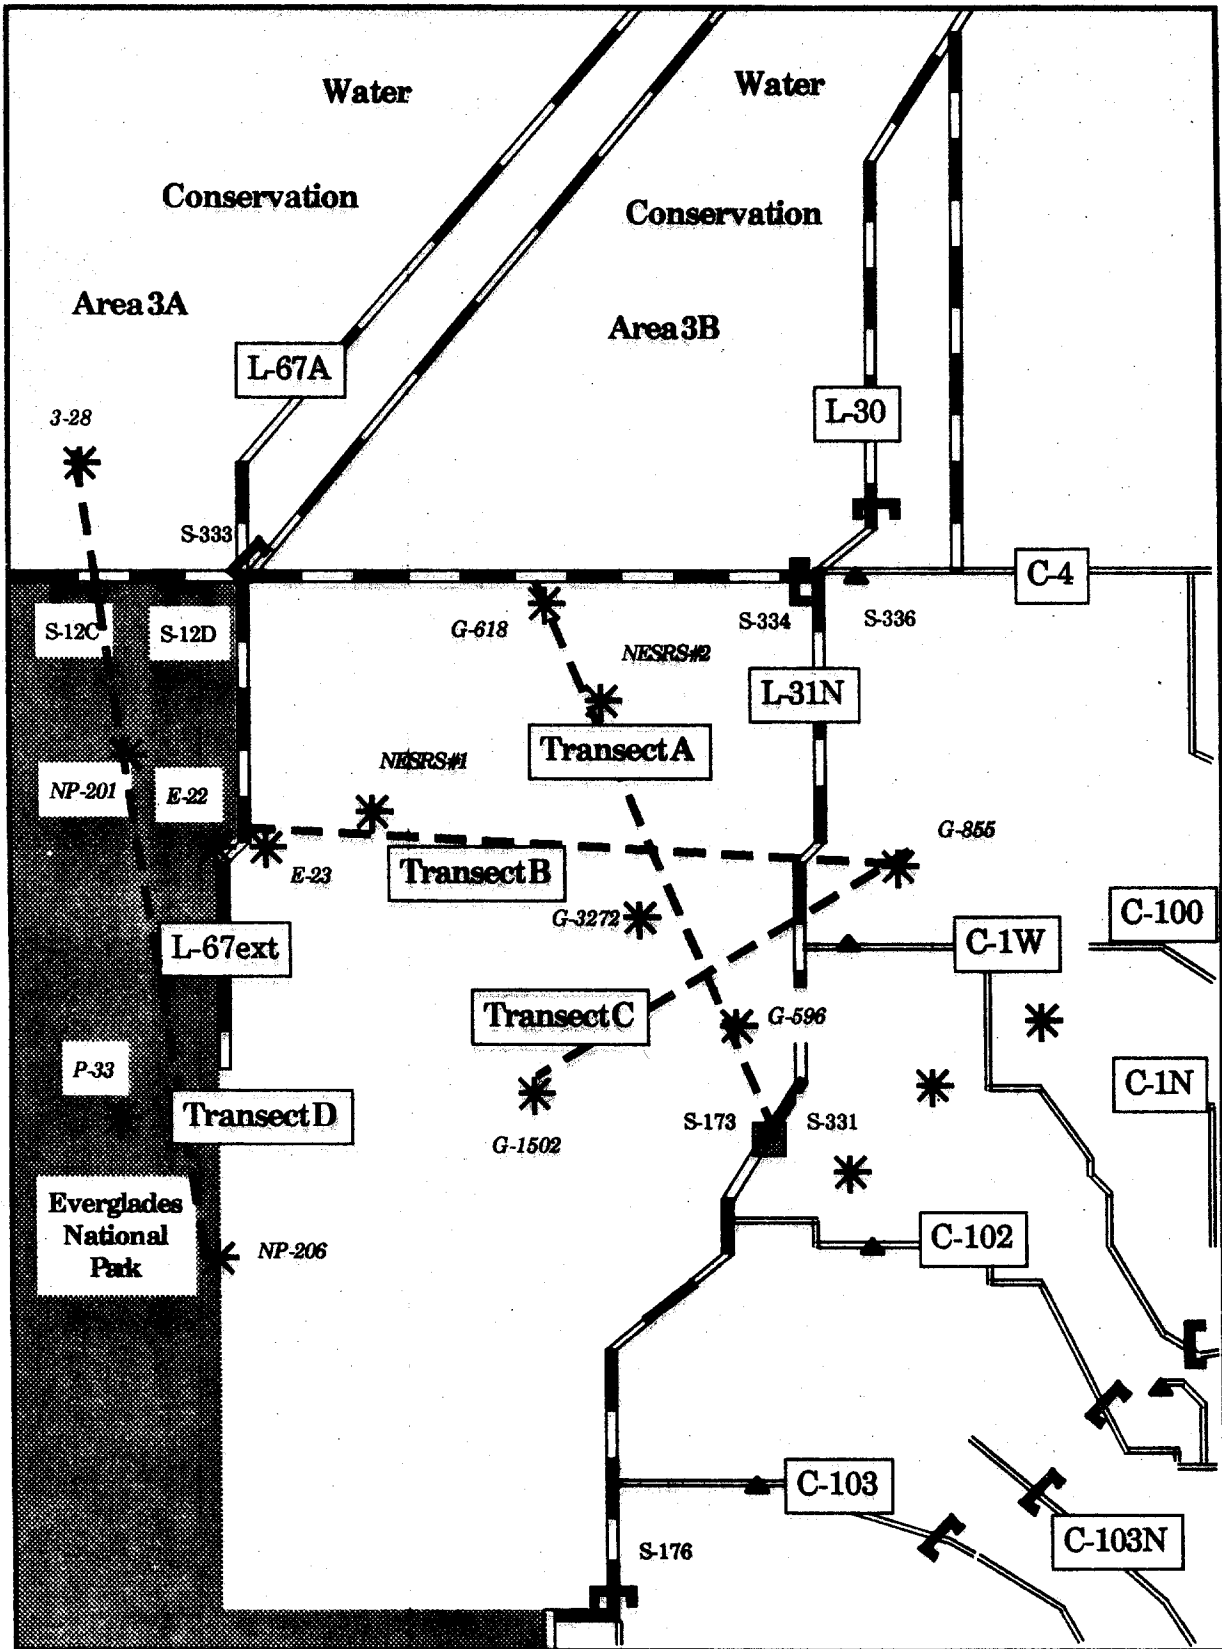 Water
Water
Conservation
Conservation
Area 3A
Area 3B
L-67A
L-30
3-28
S-333
C-4
S-12C
S-12D
G-618
S-334
S-336
NESRS#2
L-31N
Transect A
NESRS#1
NP-201
E-22
G-855
E-23
Transect B
G-3272
C-100
L-67ext
C-1W
Transect C
G-596
P-33
C-1N
Transect D
S-173
S-331
G-1502
Everglades
National
Park
NP-206
C-102
C-103
C-103N
S-176